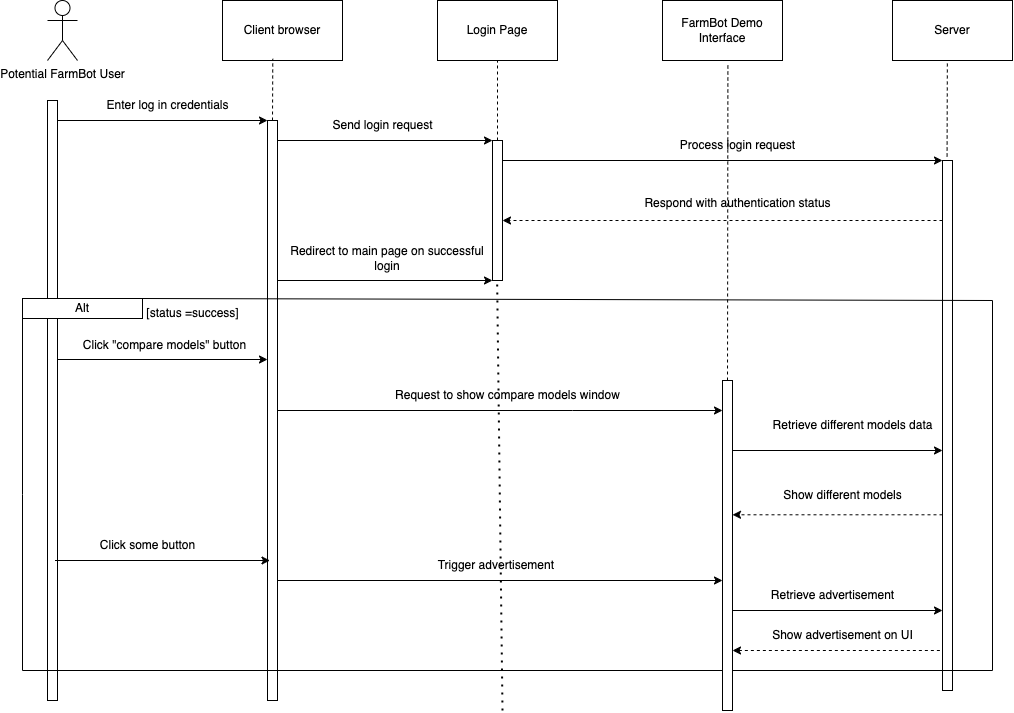 Potential FarmBot User
Client browser
Login Page
FarmBot Demo
Interface
Server
Enter log in credentials
Send login request
Process login request
Respond with authentication status
Redirect to main page on successful
login
Alt
[status =success]
Click "compare models" button
Request to show compare models window
Retrieve different models data
Show different models
Click some button
Trigger advertisement
Retrieve advertisement
Show advertisement on UI